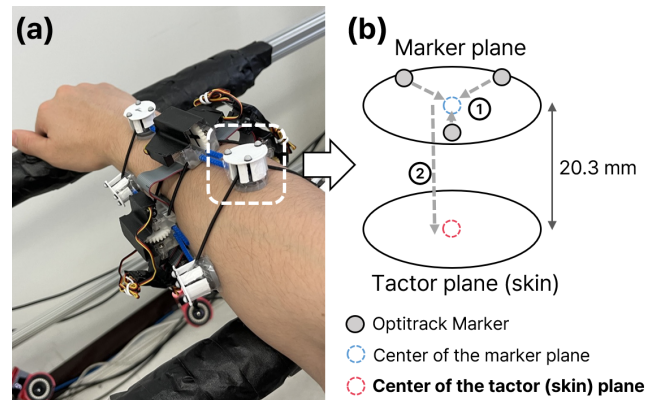 (a)
(b)
Marker plane
1
2
20.3 mm
Tactor plane (skin)
Optitrack Marker
Center of the marker plane
Center of the tactor (skin) plane